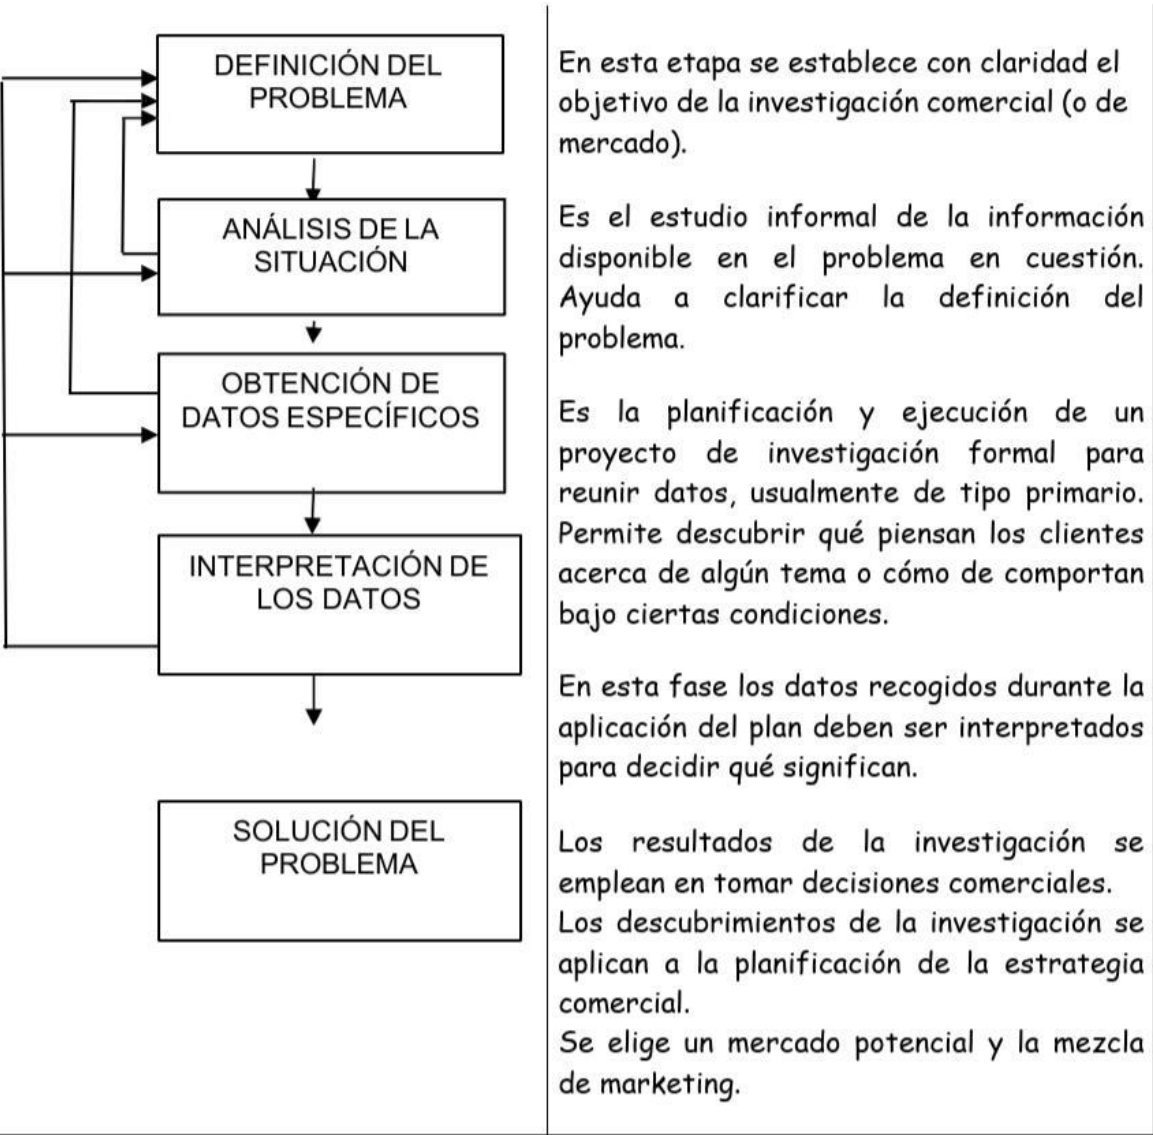 DEFINICIÓN DEL
PROBLEMA
ANÁLISIS DE LA
SITUACIÓN
OBTENCIÓN DE
DATOS ESPECÍFICOS
INTERPRETACIÓN DE
LOS DATOS
SOLUCIÓN DEL
PROBLEMA
En esta etapa se establece con claridad el
objetivo de la investigación comercial (o de
mercado).
Es el estudio informal de la información
disponible en el problema en cuestión.
Ayuda a clarificar la definición del
problema.
Es la planificación y ejecución de un
proyecto de investigación formal para
reunir datos, usualmente de tipo primario.
Permite descubrir qué piensan los clientes
acerca de algún tema o cómo de comportan
bajo ciertas condiciones.
En esta fase los datos recogidos durante la
aplicación del plan deben ser interpretados
para decidir qué significan.
Los resultados de la investigación se
emplean en tomar decisiones comerciales.
Los descubrimientos de la investigación se
aplican a la planificación de la estrategia
comercial.
Se elige un mercado potencial y la mezcla
de marketing.